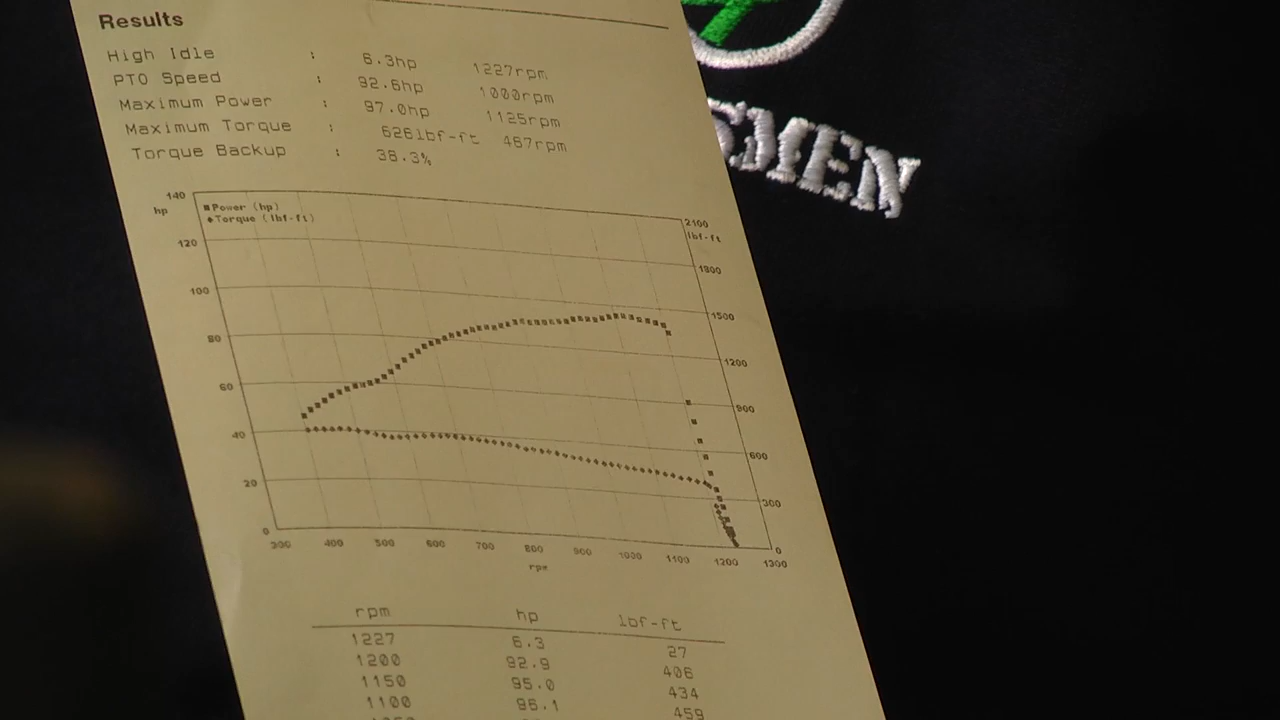 Results
High Idle : 6.3hp 1227rpm
PTO Speed : 92.6hp 1000rpm
Maximum Power : 97.0hp 1125rpm
Maximum Torque : 626lbf-ft 467rpm
Torque Backup : 38.3%
SMEN
140
hp
120
100
80
60
40
20
0
Power (hp)
Torque (lbf-ft)
2100
lbf-ft
1800
1500
1200
900
600
300
0
300 400 500 600 700 800 900 1000 1100 1200 1300
rpm
rpm hp lbf-ft
1227 6.3 27
1200 92.9 406
1150 95.0 434
1100 96.1 459